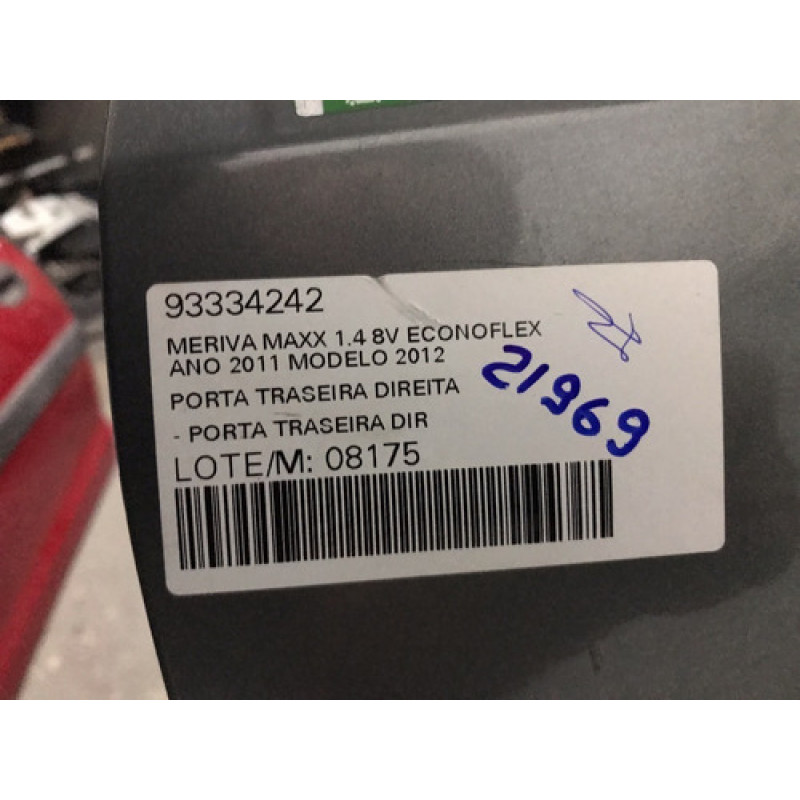 93334242
MERIVA MAXX 1.4 8V ECONOFLEX
ANO 2011 MODELO 2012
PORTA TRASEIRA DIREITA
- PORTA TRASEIRA DIR
LOTE/M: 08175
21969